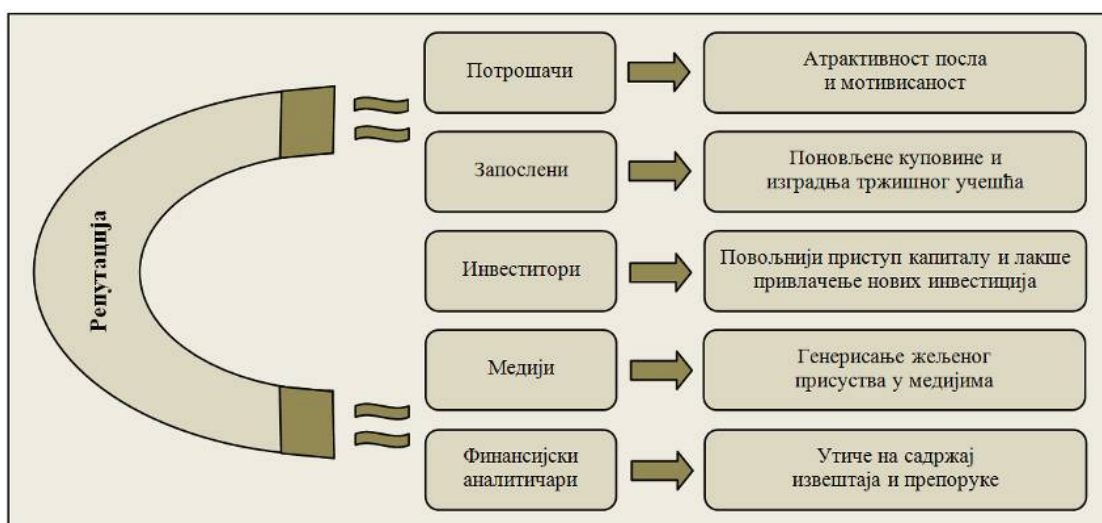 Репутација
Потрошачи
Атрактивност посла
и мотивисаност
Запослени
Поновљене куповине и
изградња тржишног учешћа
Инвеститори
Повољнији приступ капиталу и лакше
привлачење нових инвестиција
Медији
Генерисање жељеног
присуства у медијима
Финансијски
аналитичари
Утиче на садржај
извештаја и препоруке